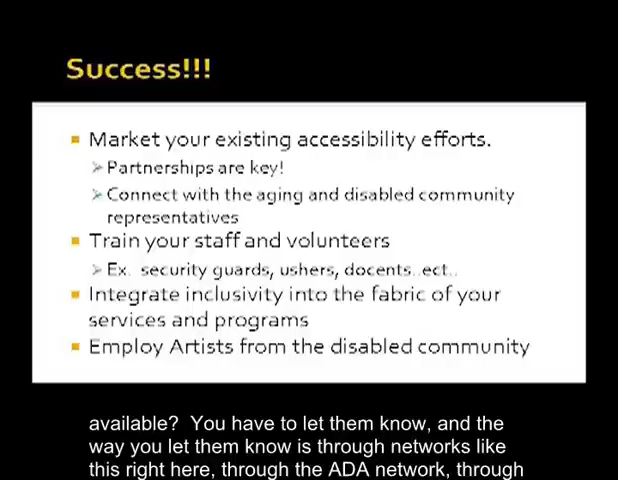 Success!!!
Market your existing accessibility efforts.
Partnerships are key!
Connect with the aging and disabled community
representatives
Train your staff and volunteers
Ex. security guards, ushers, docents..ect..
Integrate inclusivity into the fabric of your
services and programs
Employ Artists from the disabled community
available? You have to let them know, and the
way you let them know is through networks like
this right here, through the ADA network, through